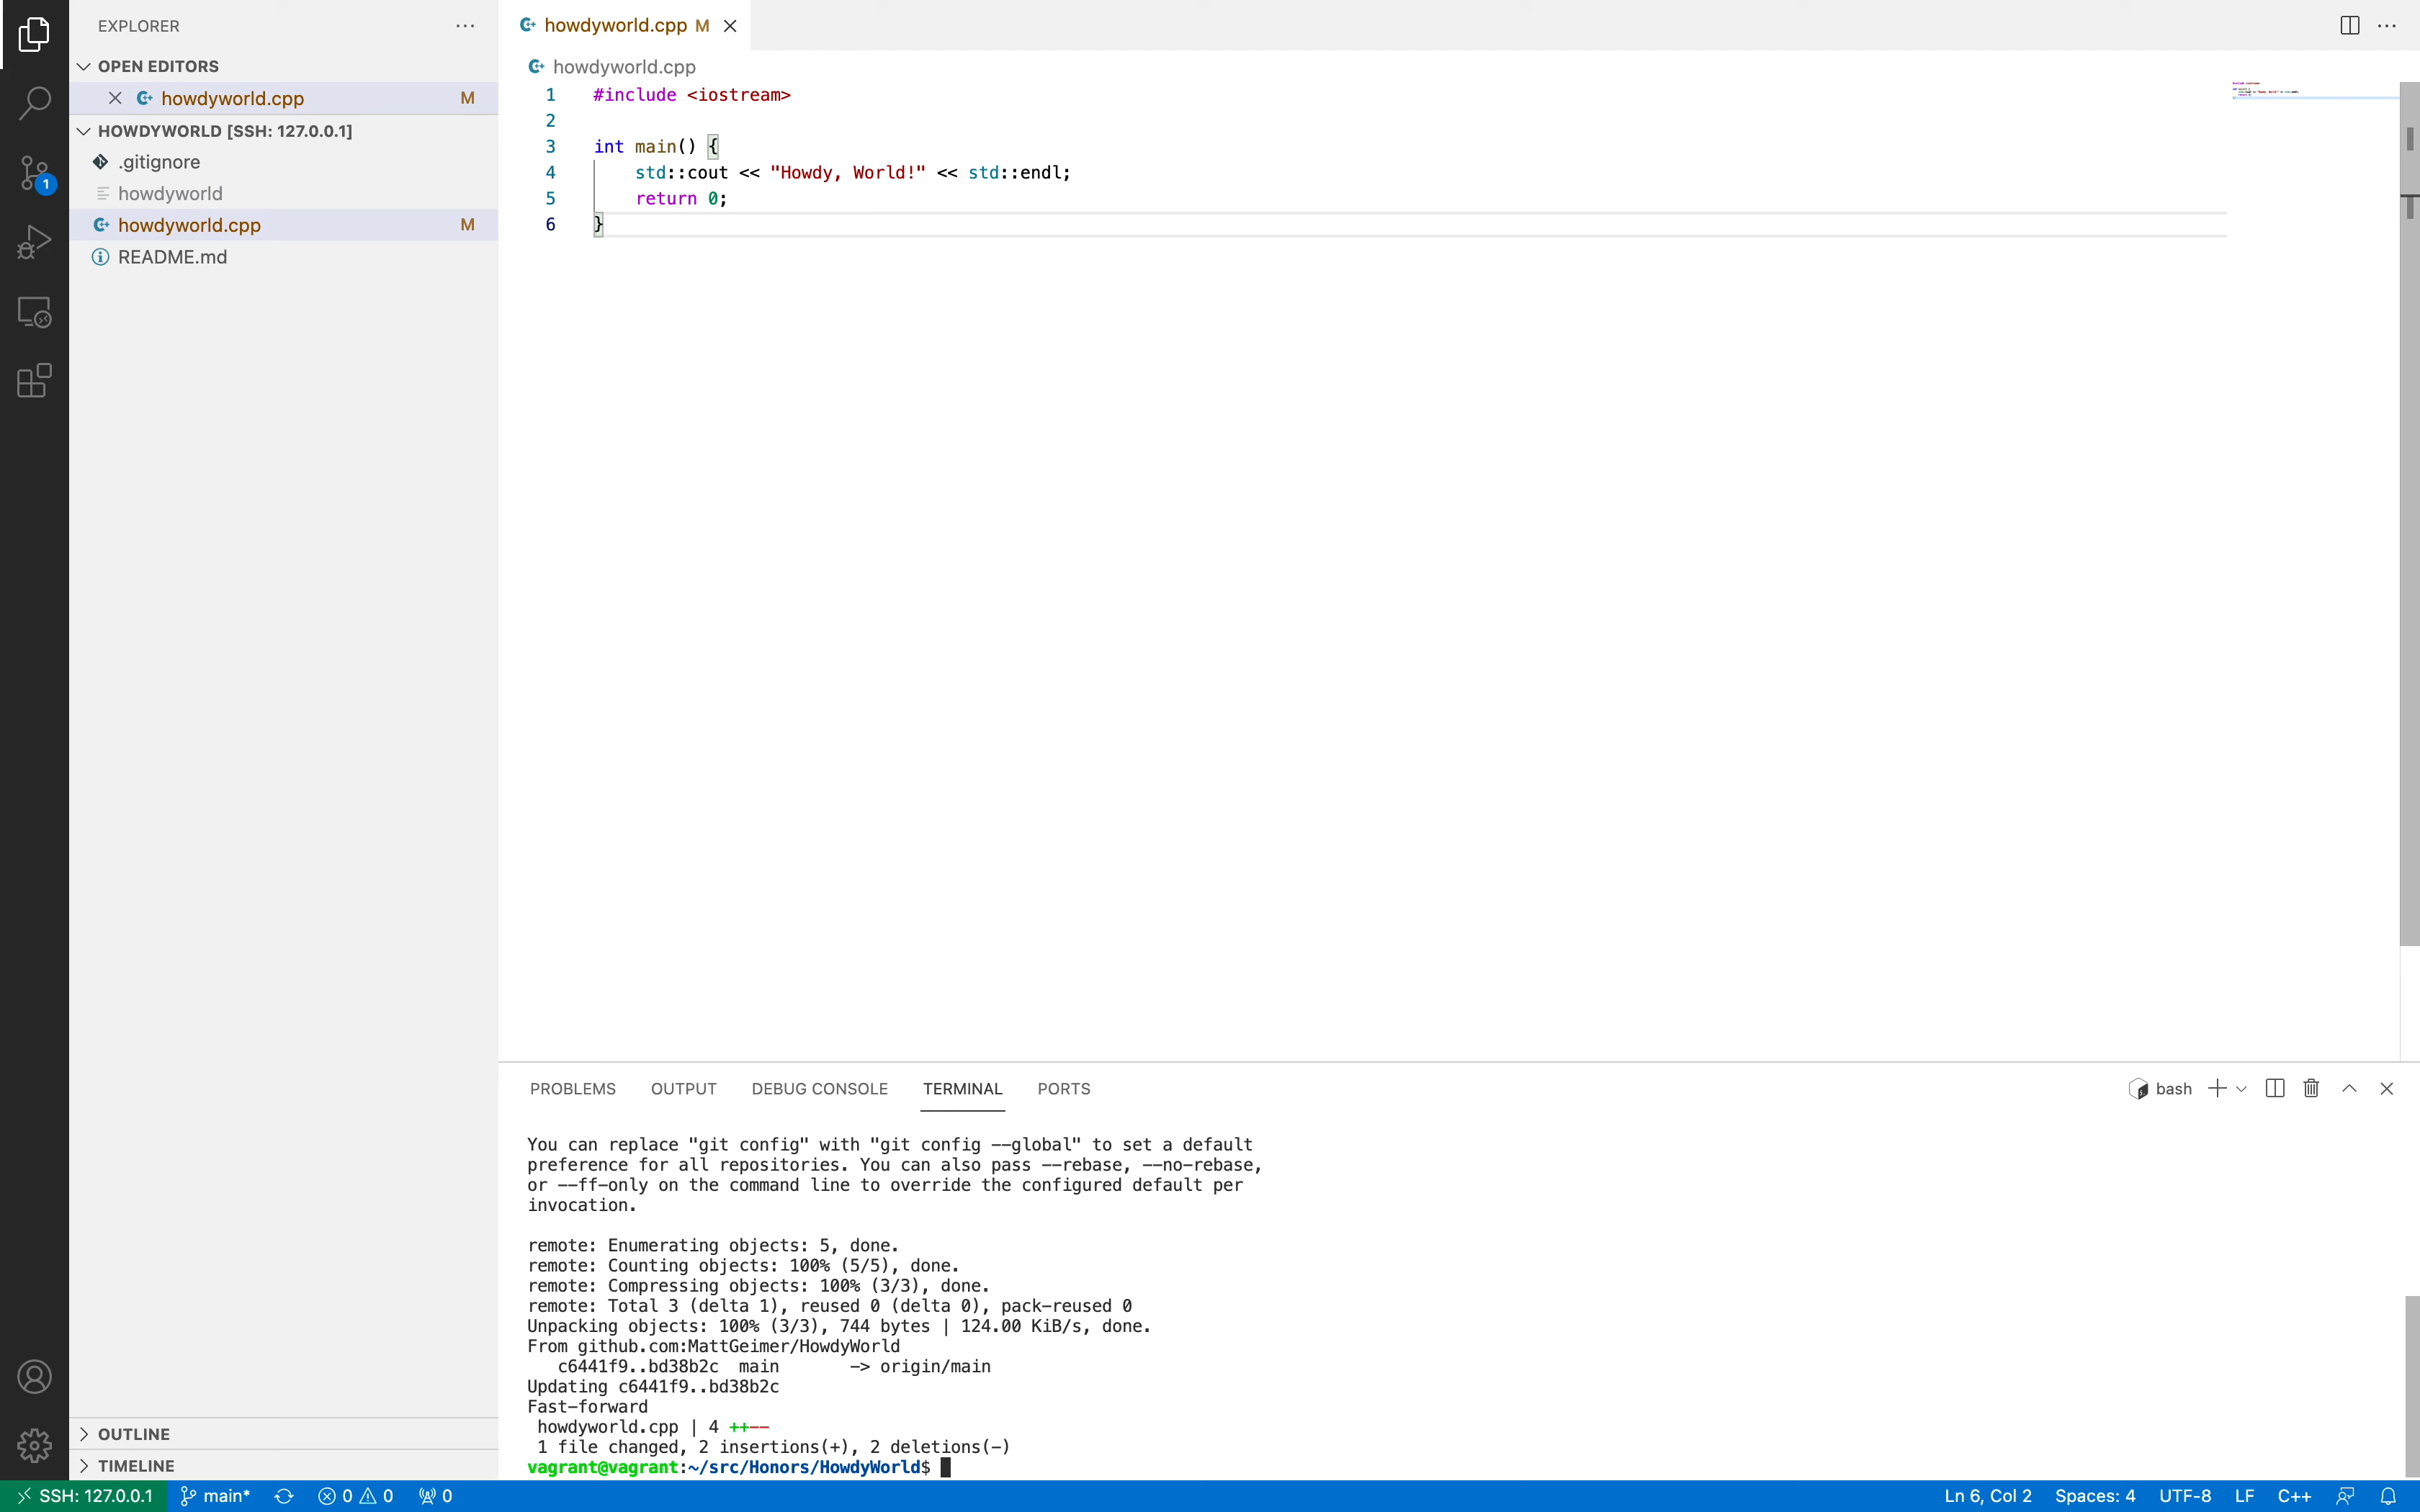 EXPLORER
OPEN EDITORS
howdyworld.cpp M
HOWDYWORLD [SSH: 127.0.0.1]
.gitignore
howdyworld
howdyworld.cpp M
README.md
OUTLINE
TIMELINE
1
howdyworld.cpp M
howdyworld.cpp
1 #include <iostream>
2
3 int main() {
4 std::cout << "Howdy, World!" << std::endl;
5 return 0;
6 }
PROBLEMS OUTPUT DEBUG CONSOLE TERMINAL PORTS
bash
You can replace "git config" with "git config --global" to set a default
preference for all repositories. You can also pass --rebase, --no-rebase,
or --ff-only on the command line to override the configured default per
invocation.
remote: Enumerating objects: 5, done.
remote: Counting objects: 100% (5/5), done.
remote: Compressing objects: 100% (3/3), done.
remote: Total 3 (delta 1), reused 0 (delta 0), pack-reused 0
Unpacking objects: 100% (3/3), 744 bytes | 124.00 KiB/s, done.
From github.com:MattGeimer/HowdyWorld
c6441f9..bd38b2c main -> origin/main
Updating c6441f9..bd38b2c
Fast-forward
howdyworld.cpp | 4 ++--
1 file changed, 2 insertions(+), 2 deletions(-)
vagrant@vagrant:~/src/Honors/HowdyWorld$
SSH: 127.0.0.1 main* 0 0 0 Ln 6, Col 2 Spaces: 4 UTF-8 LF C++